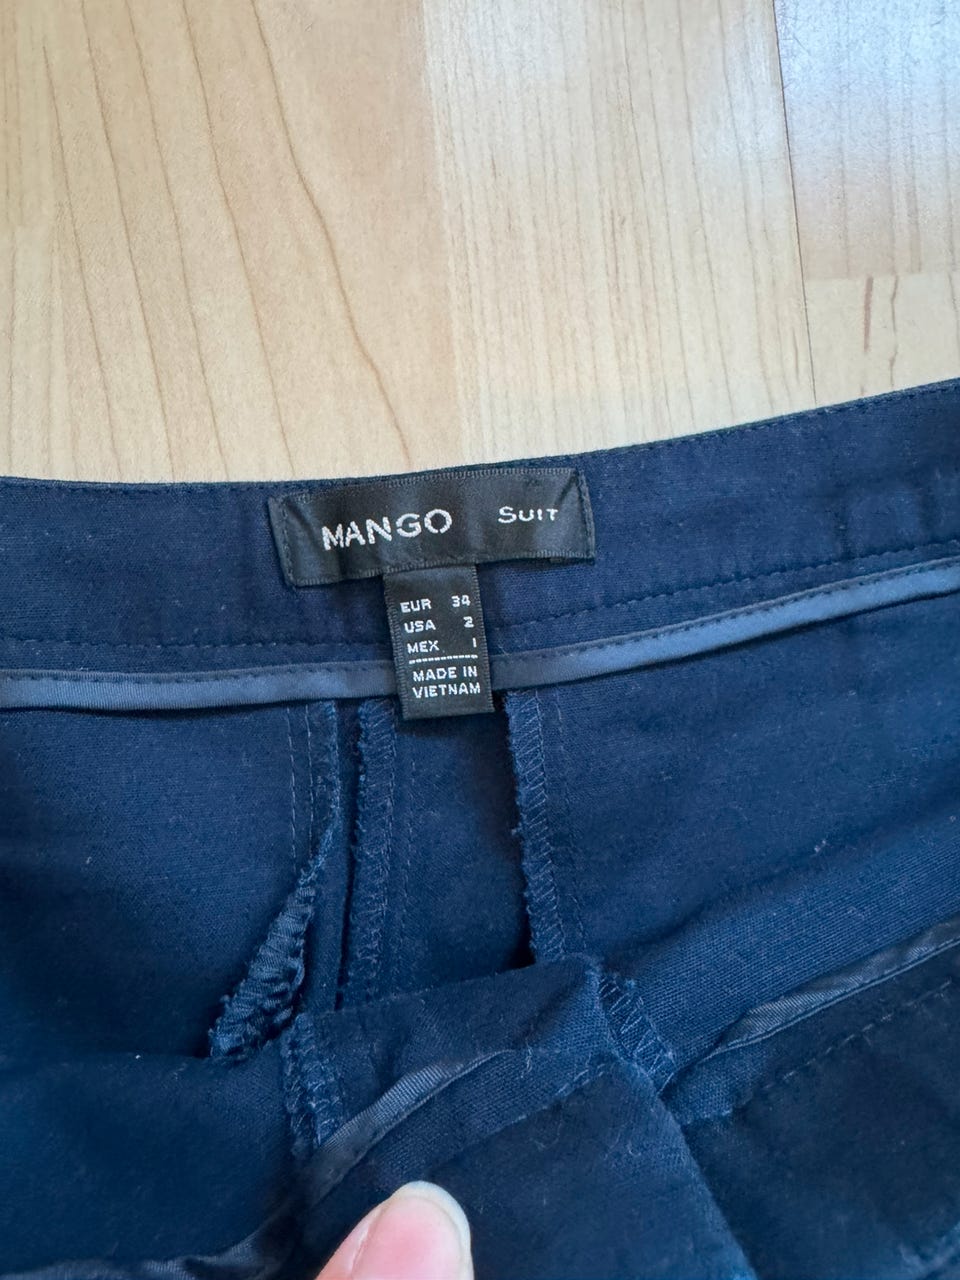 MANGO Suit
EUR 34
USA 2
MEX 1
MADE IN
VIETNAM